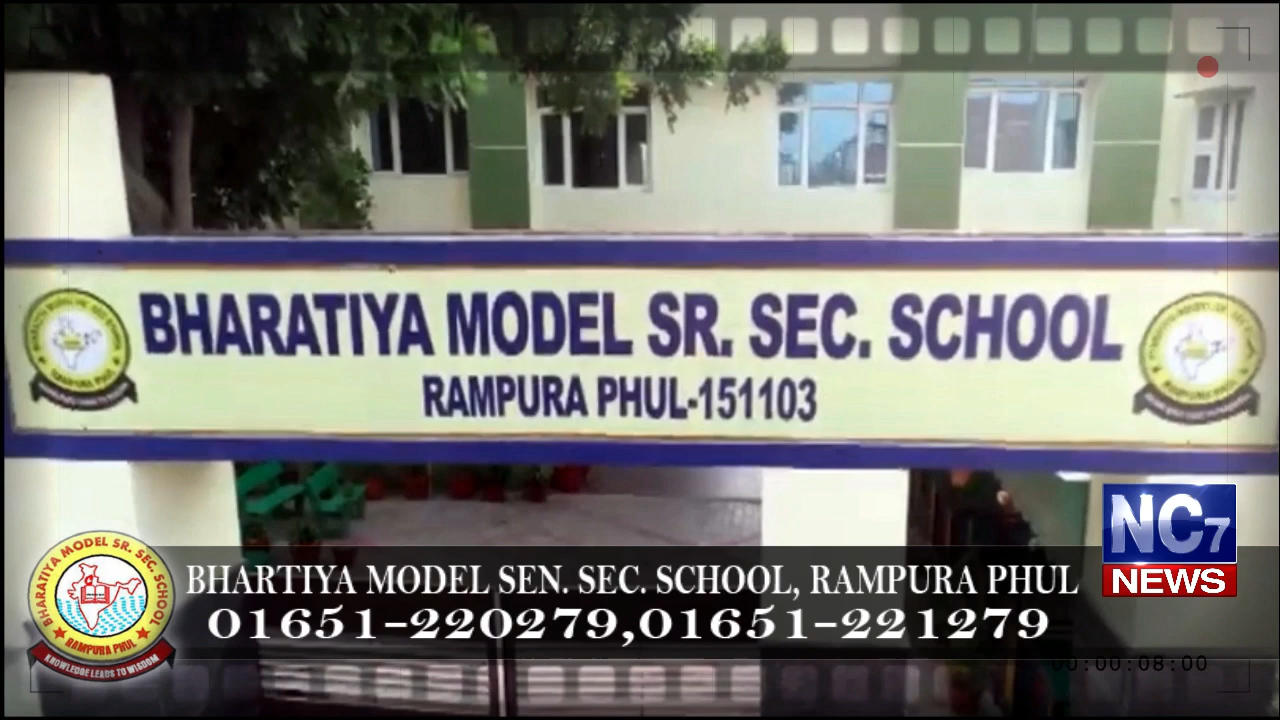 BHARATIYA MODEL SR. SEC. SCHOOL
RAMPURA PHUL-151103
NC7
NEWS
BHARTIYA MODEL SEN. SEC. SCHOOL, RAMPURA PHUL
01651-220279,01651-221279
BHARATIYA MODEL SR. SEC. SCHOOL
RAMPURA PHUL
KNOWLEDGE LEADS TO WISDOM
00:00:08:00